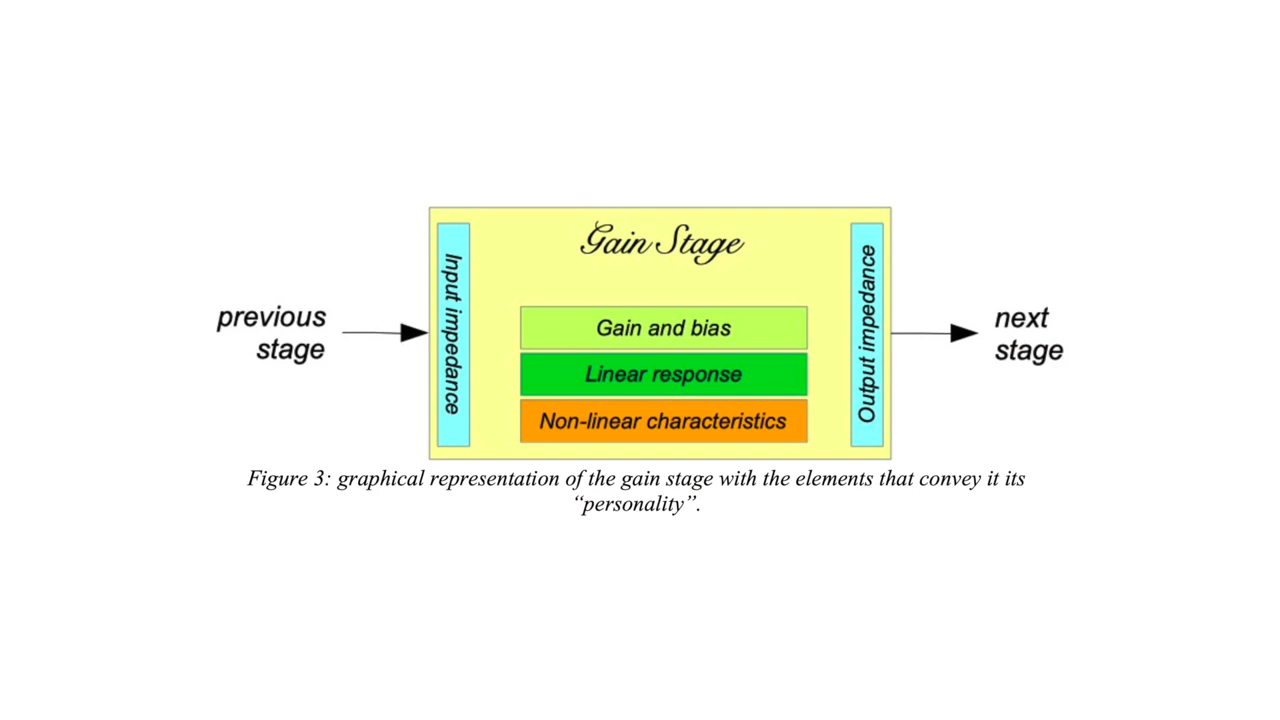 Gain Stage
previous
stage
Input impedance
Gain and bias
Linear response
Non-linear characteristics
Output impedance
next
stage
Figure 3: graphical representation of the gain stage with the elements that convey it its
“personality”.